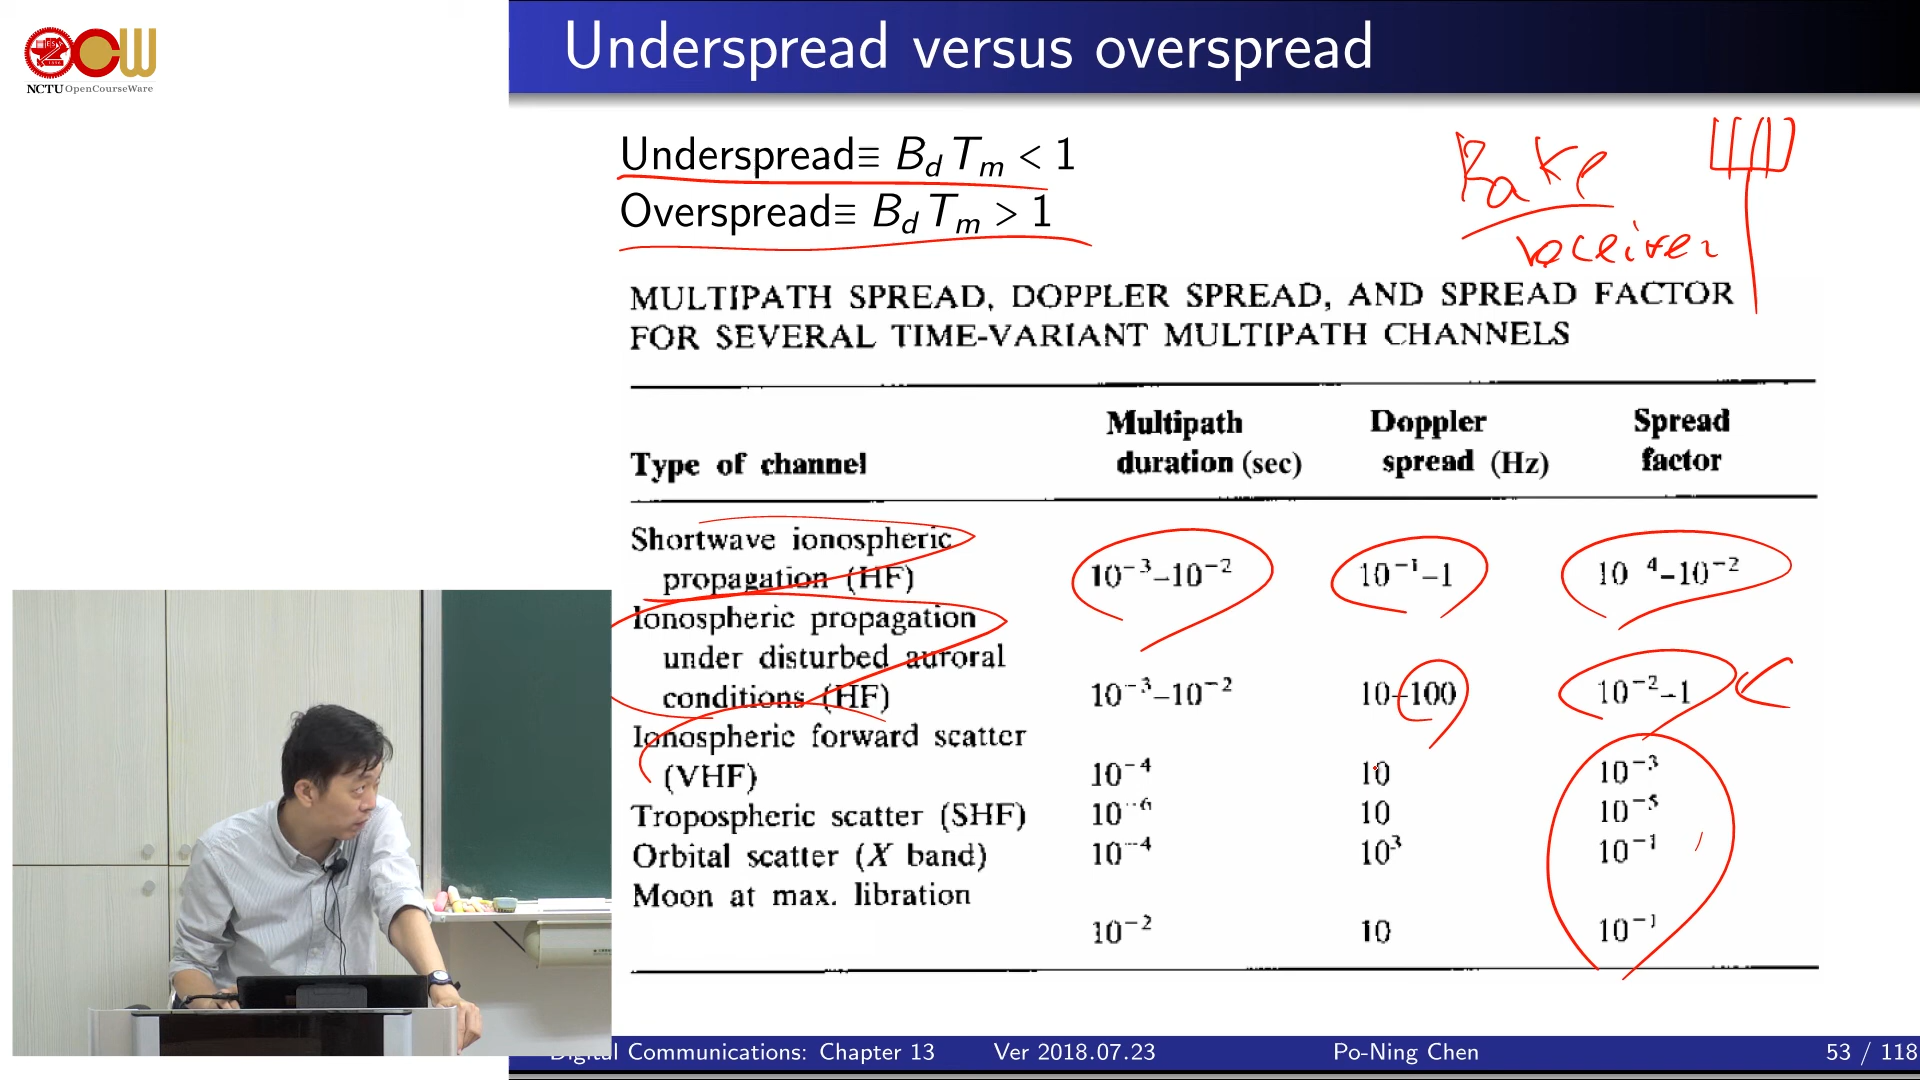 NCTU OpenCourseWare
Underspread versus overspread
Underspread≡ B_d T_m < 1
Overspread≡ B_d T_m > 1
Rake
receiver
MULTIPATH SPREAD, DOPPLER SPREAD, AND SPREAD FACTOR
FOR SEVERAL TIME-VARIANT MULTIPATH CHANNELS
Type of channel Multipath duration (sec) Doppler spread (Hz) Spread factor
Shortwave ionospheric
propagation (HF) 10⁻³–10⁻² 10⁻¹–1 10 ⁴–10⁻²
Ionospheric propagation
under disturbed auroral
conditions (HF) 10⁻³–10⁻² 10–100 10⁻²–1
Ionospheric forward scatter
(VHF) 10⁻⁴ 10 10⁻³
Tropospheric scatter (SHF) 10⁻⁶ 10 10⁻⁵
Orbital scatter (X band) 10⁻⁴ 10³ 10⁻¹
Moon at max. libration
10⁻² 10 10⁻¹
Digital Communications: Chapter 13 Ver 2018.07.23 Po-Ning Chen 53 / 118